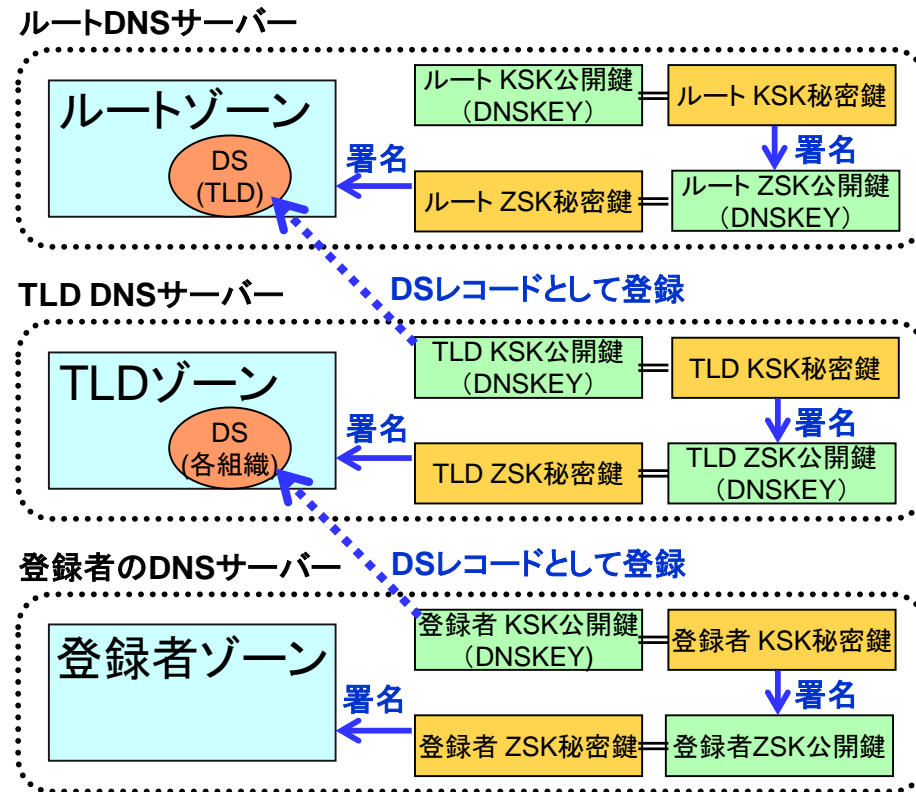 ルートDNSサーバー
ルートゾーン
DS
(TLD)
署名
ルート KSK公開鍵
（DNSKEY）
ルート KSK秘密鍵
署名
ルート ZSK秘密鍵
ルート ZSK公開鍵
（DNSKEY）
DSレコードとして登録
TLD DNSサーバー
TLDゾーン
DS
(各組織)
署名
TLD KSK公開鍵
（DNSKEY）
TLD KSK秘密鍵
署名
TLD ZSK秘密鍵
TLD ZSK公開鍵
（DNSKEY）
DSレコードとして登録
登録者のDNSサーバー
登録者ゾーン
署名
登録者 KSK公開鍵
（DNSKEY)
登録者 KSK秘密鍵
署名
登録者 ZSK秘密鍵
登録者ZSK公開鍵